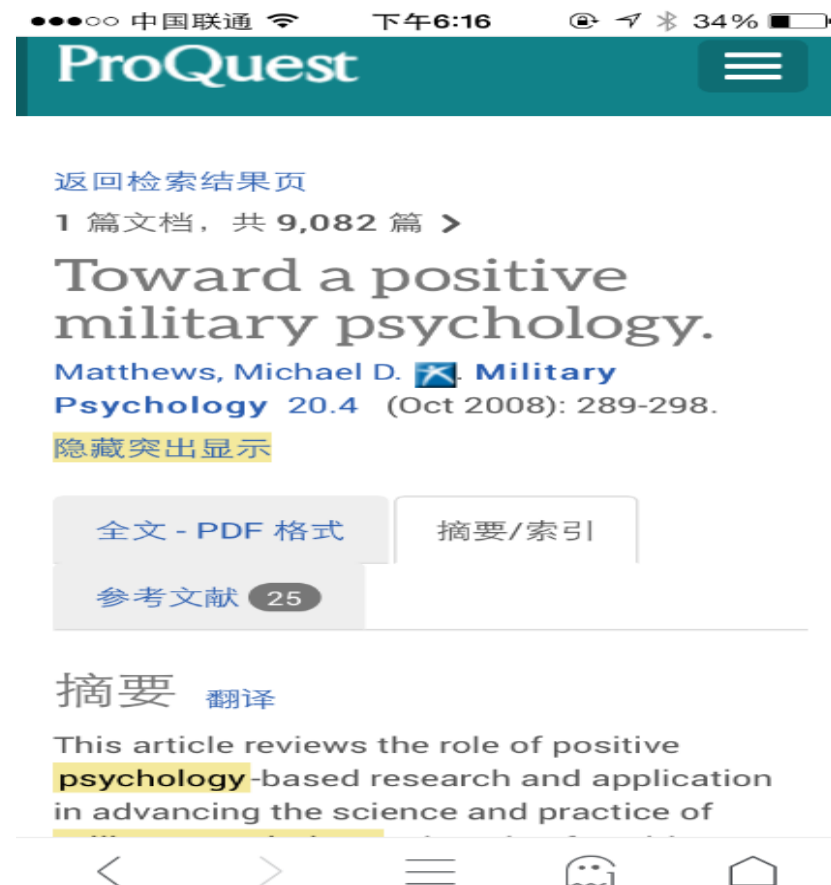 中国联通 下午6:16 34%
ProQuest
返回检索结果页
1 篇文档，共 9,082 篇 >
Toward a positive
military psychology.
Matthews, Michael D. . Military
Psychology 20.4 (Oct 2008): 289-298.
隐藏突出显示
全文 - PDF 格式 摘要/索引
参考文献 25
摘要 翻译
This article reviews the role of positive
psychology-based research and application
in advancing the science and practice of